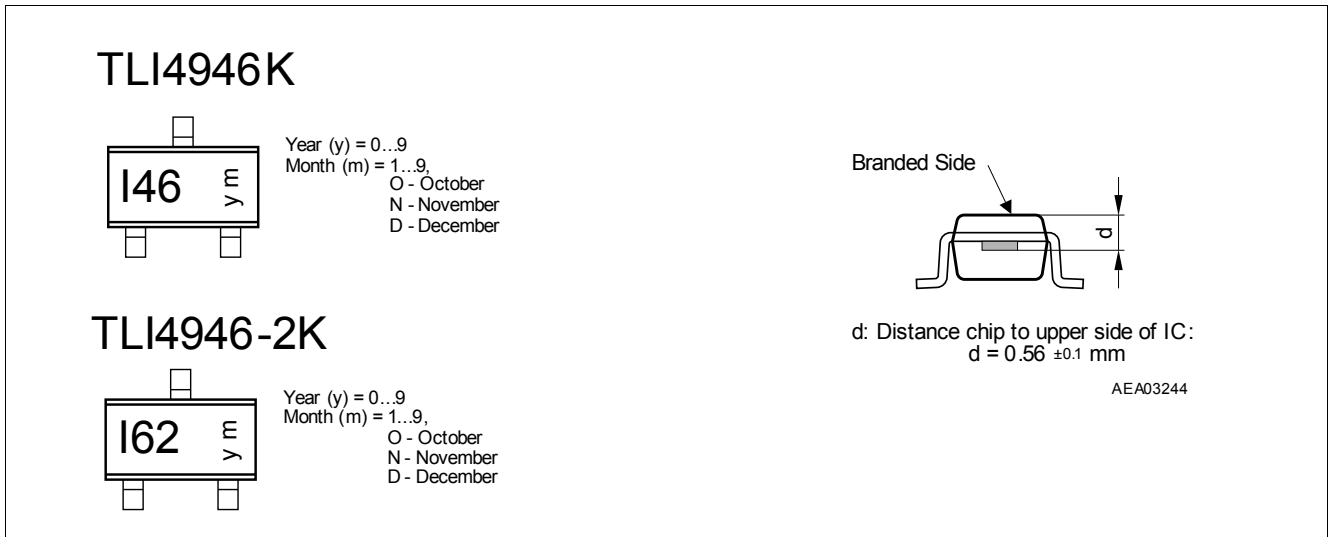 TLI4946K
I46
y m
Year (y) = 0...9
Month (m) = 1...9,
O - October
N - November
D - December
TLI4946-2K
I62
y m
Year (y) = 0...9
Month (m) = 1...9,
O - October
N - November
D - December
Branded Side
d
d: Distance chip to upper side of IC:
d = 0.56 ±0.1 mm
AEA03244